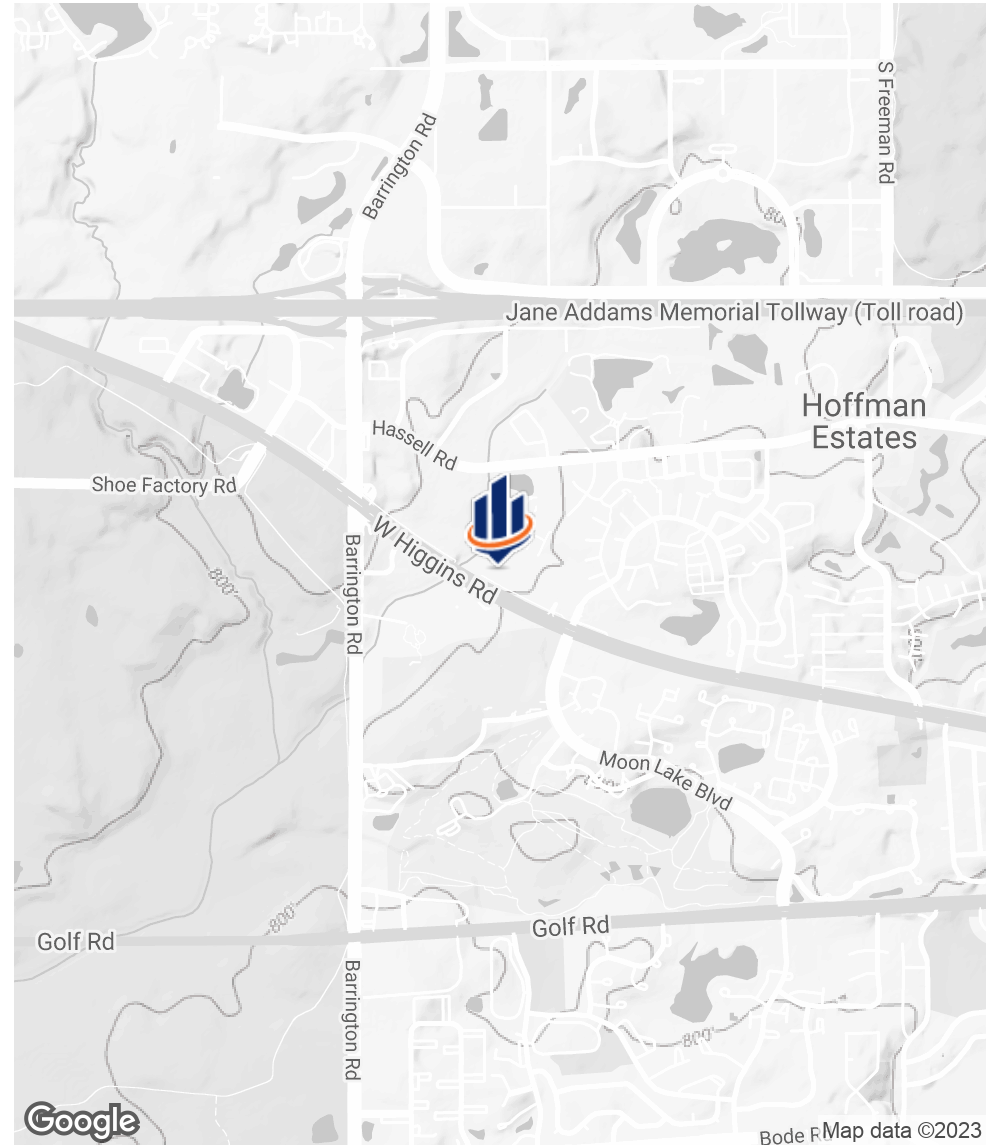 S Freeman Rd
Barrington Rd
800'
Jane Addams Memorial Tollway (Toll road)
Hoffman
Estates
Hassell Rd
Shoe Factory Rd
W Higgins Rd
Barrington Rd
800'
Moon Lake Blvd
800'
Golf Rd
Golf Rd
Barrington Rd
800'
Google
Bode R
Map data ©2023